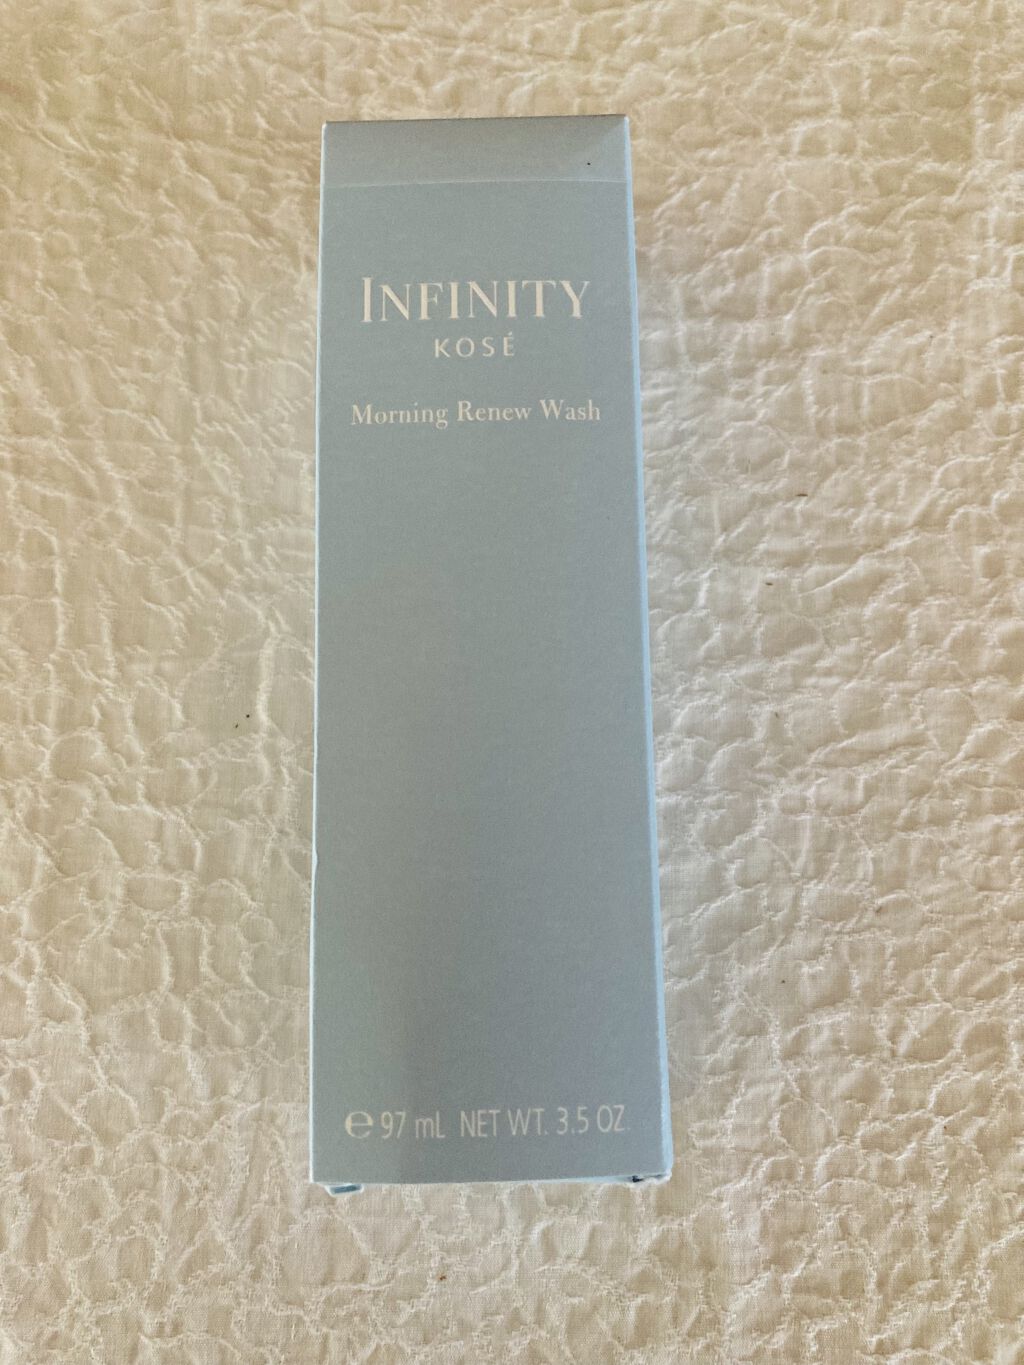 INFINITY
KOSÉ
Morning Renew Wash
℮ 97 mL NET WT. 3.5 OZ.